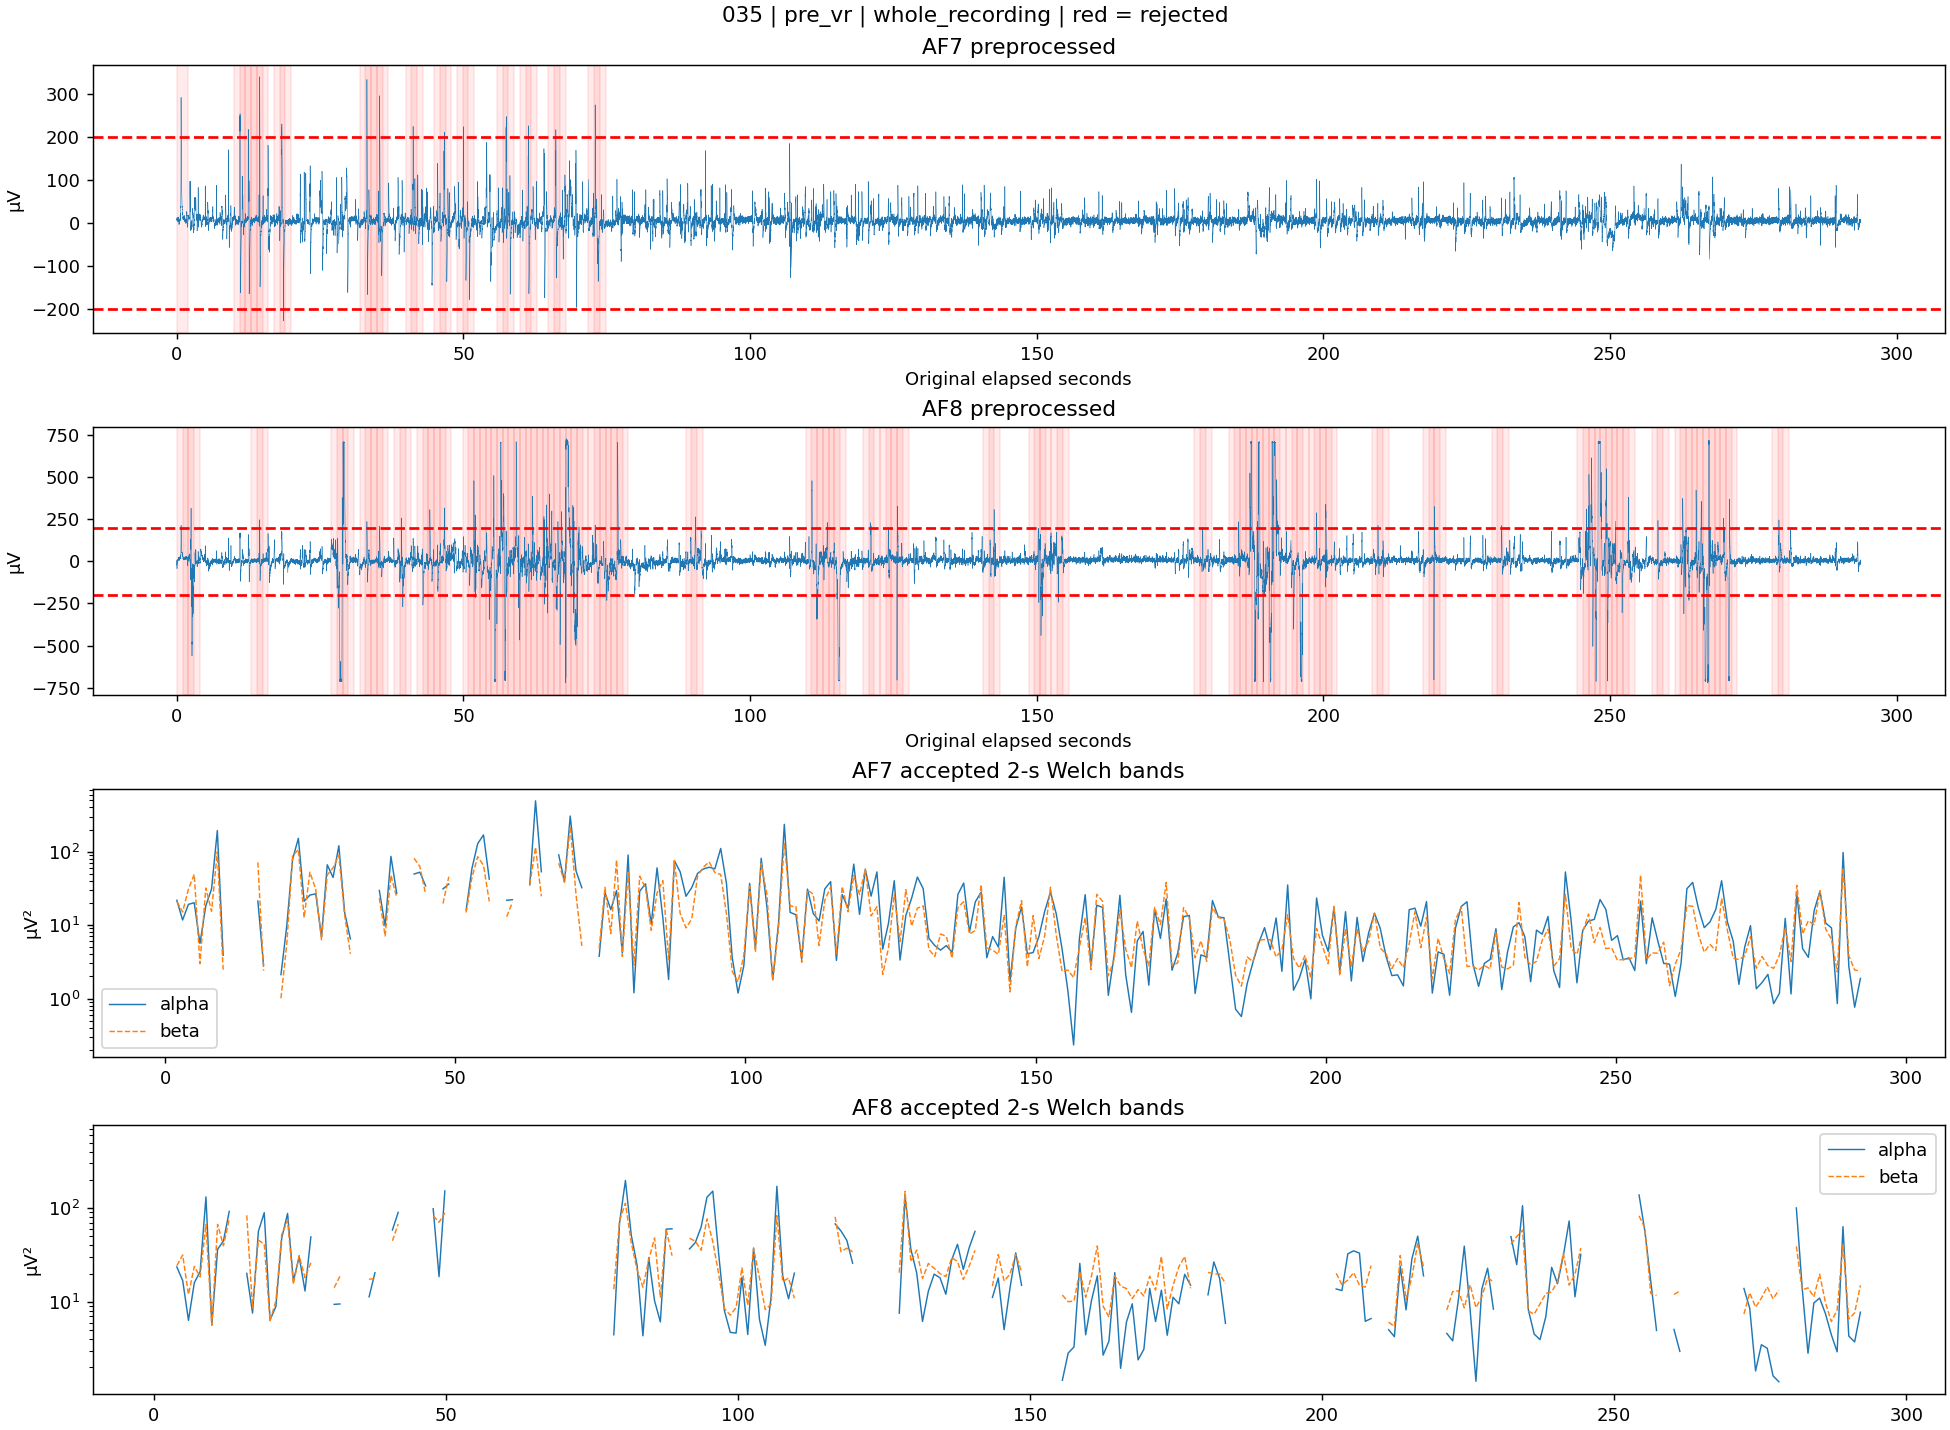 035 | pre_vr | whole_recording | red = rejected
AF7 preprocessed
µV
300
200
100
0
−100
−200
0 50 100 150 200 250 300
Original elapsed seconds
AF8 preprocessed
µV
750
500
250
0
−250
−500
−750
0 50 100 150 200 250 300
Original elapsed seconds
AF7 accepted 2-s Welch bands
µV²
10²
10¹
10⁰
alpha
beta
0 50 100 150 200 250 300
AF8 accepted 2-s Welch bands
µV²
10²
10¹
alpha
beta
0 50 100 150 200 250 300